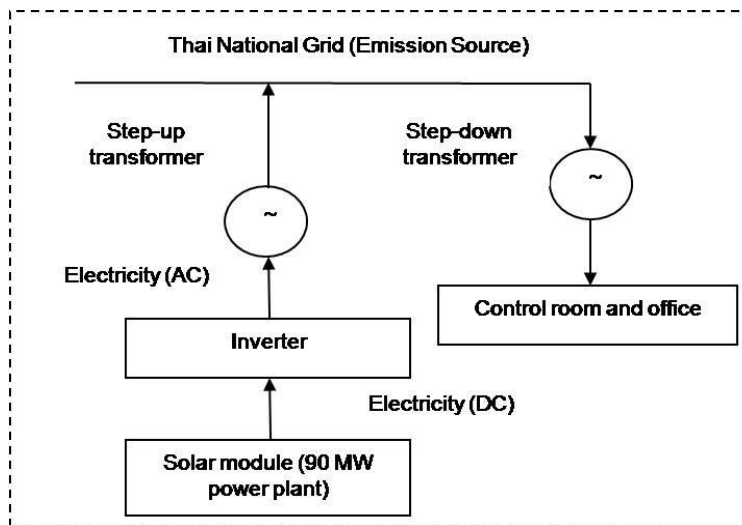 Thai National Grid (Emission Source)
Step-up
transformer
Step-down
transformer
~
~
Electricity (AC)
Control room and office
Inverter
Electricity (DC)
Solar module (90 MW
power plant)